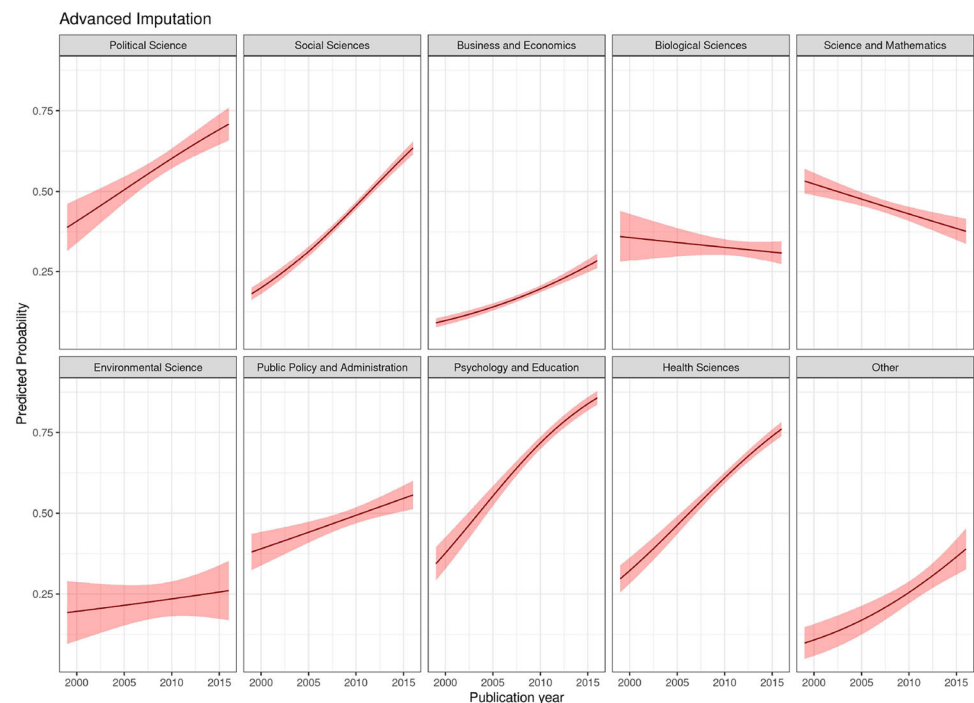 Advanced Imputation
Political Science Social Sciences Business and Economics Biological Sciences Science and Mathematics
0.75
0.50
0.25
Environmental Science Public Policy and Administration Psychology and Education Health Sciences Other
0.75
0.50
0.25
Predicted Probability
2000 2005 2010 2015 2000 2005 2010 2015 2000 2005 2010 2015 2000 2005 2010 2015 2000 2005 2010 2015
Publication year